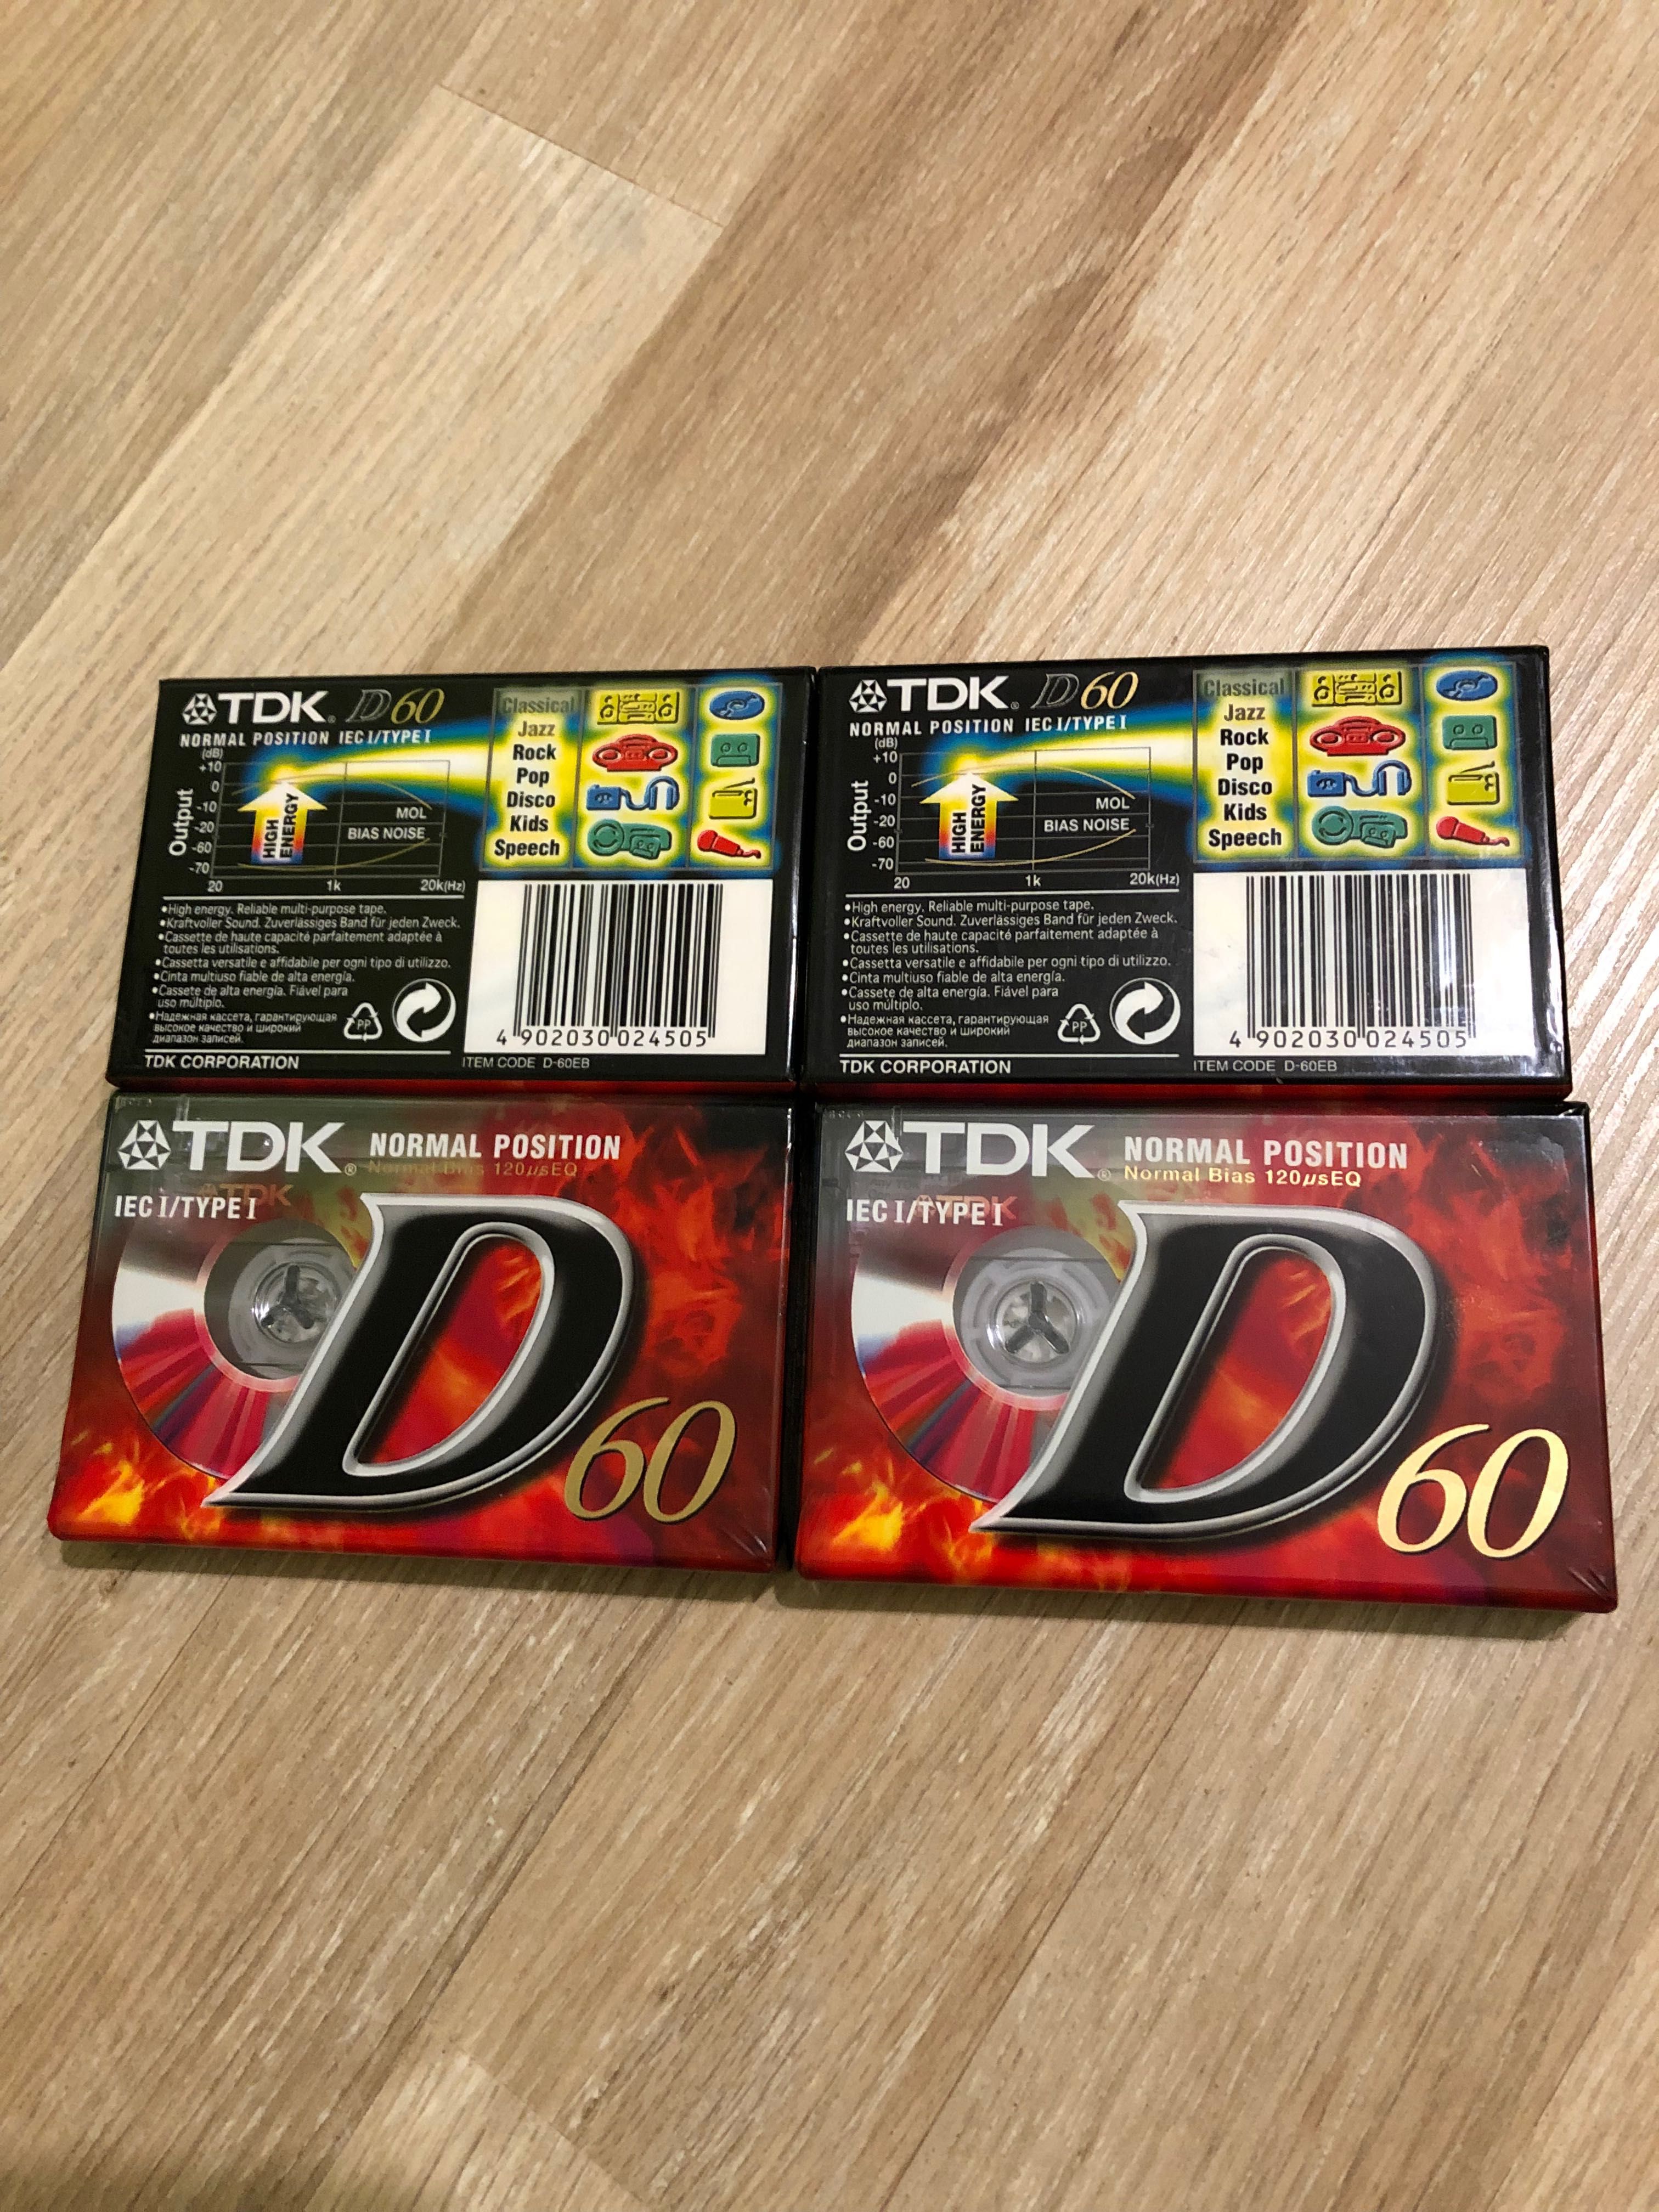 TDK® D60
NORMAL POSITION IEC I/TYPE I
(dB)
+10
0
-10
-20
-60
-70
Output
HIGH ENERGY
MOL
BIAS NOISE
20 1k 20k(Hz)
Classical
Jazz
Rock
Pop
Disco
Kids
Speech
•High energy. Reliable multi-purpose tape.
•Kraftvoller Sound. Zuverlässiges Band für jeden Zweck.
•Cassette de haute capacité parfaitement adaptée à
toutes les utilisations.
•Cassetta versatile e affidabile per ogni tipo di utilizzo.
•Cinta multiuso fiable de alta energía.
•Cassete de alta energia. Fiável para
uso múltiplo.
•Надежная кассета, гарантирующая
высокое качество и широкий
диапазон записей.
PP
TDK CORPORATION
4 902030 024505
ITEM CODE D-60EB
TDK® D60
NORMAL POSITION IEC I/TYPE I
(dB)
+10
0
-10
-20
-60
-70
Output
HIGH ENERGY
MOL
BIAS NOISE
20 1k 20k(Hz)
Classical
Jazz
Rock
Pop
Disco
Kids
Speech
•High energy. Reliable multi-purpose tape.
•Kraftvoller Sound. Zuverlässiges Band für jeden Zweck.
•Cassette de haute capacité parfaitement adaptée à
toutes les utilisations.
•Cassetta versatile e affidabile per ogni tipo di utilizzo.
•Cinta multiuso fiable de alta energía.
•Cassete de alta energia. Fiável para
uso múltiplo.
•Надежная кассета, гарантирующая
высокое качество и широкий
диапазон записей.
PP
TDK CORPORATION
4 902030 024505
ITEM CODE D-60EB
TDK® NORMAL POSITION
Normal Bias 120µsEQ
IEC I/TYPE I
TDK
D
60
TDK® NORMAL POSITION
Normal Bias 120µsEQ
IEC I/TYPE I
TDK
D
60